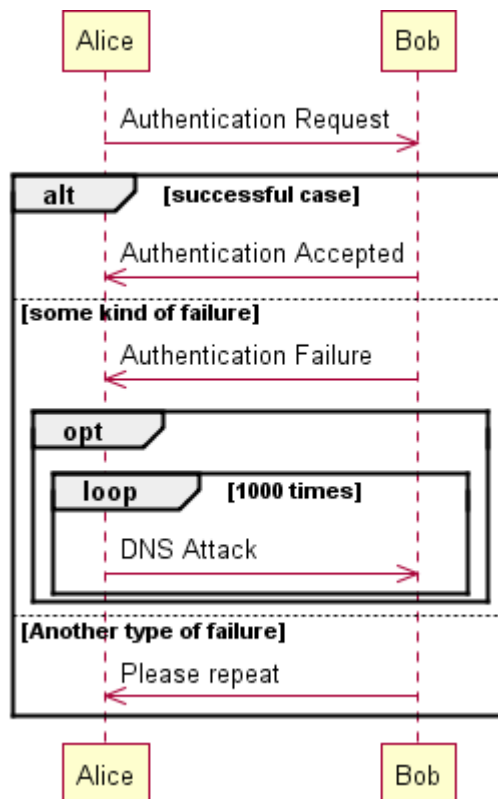 Alice Bob
Authentication Request
alt [successful case]
Authentication Accepted
[some kind of failure]
Authentication Failure
opt
loop [1000 times]
DNS Attack
[Another type of failure]
Please repeat
Alice Bob